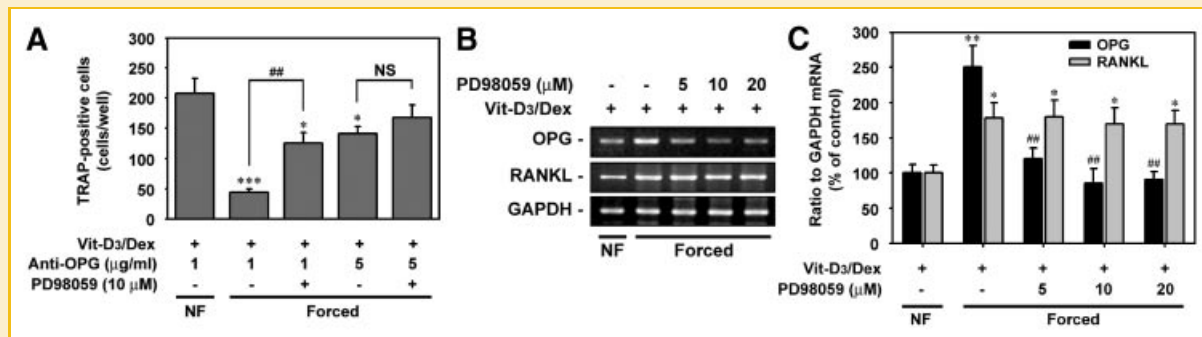 A
TRAP-positive cells
(cells/well)
300
250
200
150
100
50
0
##
NS
***
*
*
Vit-D3/Dex + + + + +
Anti-OPG (μg/ml) 1 1 1 5 5
PD98059 (10 μM) - - + - +
NF Forced
B
PD98059 (μM) - - 5 10 20
Vit-D3/Dex + + + + +
OPG -
RANKL -
GAPDH -
NF Forced
C
Ratio to GAPDH mRNA
(% of control)
300
250
200
150
100
50
0
OPG
RANKL
**
* * * *
## ## ##
Vit-D3/Dex + + + + +
PD98059 (μM) - - 5 10 20
NF Forced